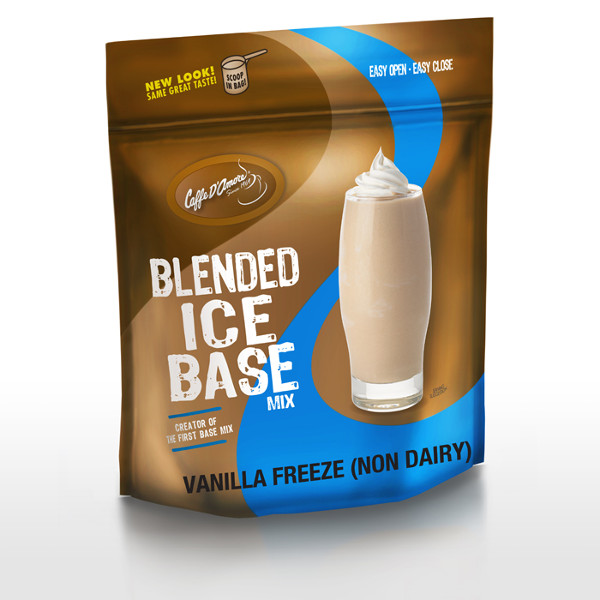 NEW LOOK!
SAME GREAT TASTE!
SCOOP
IN BAG!
EASY OPEN - EASY CLOSE
Caffe D'Amore
BLENDED
ICE
BASE
MIX
CREATOR OF
THE FIRST BASE MIX
VANILLA FREEZE (NON DAIRY)